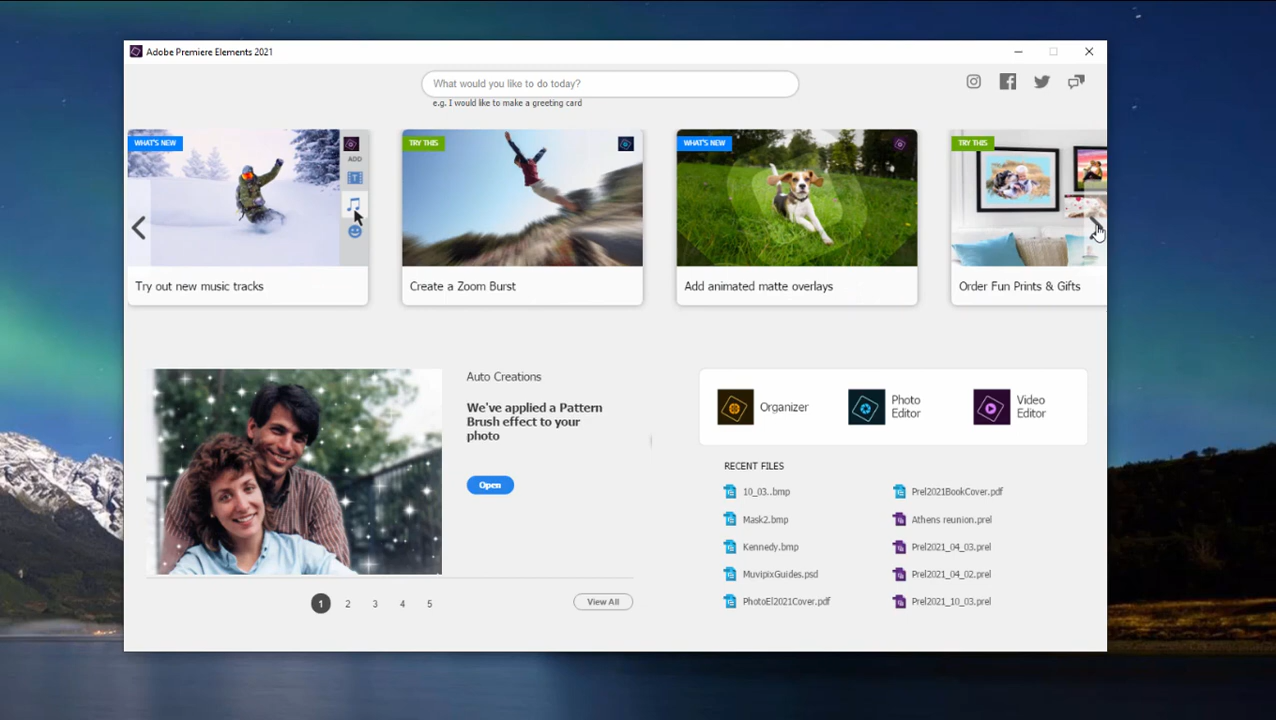 Adobe Premiere Elements 2021
What would you like to do today?
e.g. I would like to make a greeting card
WHAT'S NEW
ADD
Try out new music tracks
TRY THIS
Create a Zoom Burst
WHAT'S NEW
Add animated matte overlays
TRY THIS
Order Fun Prints & Gifts
Auto Creations
We've applied a Pattern
Brush effect to your
photo
Open
1 2 3 4 5
View All
Organizer
Photo
Editor
Video
Editor
RECENT FILES
10_03..bmp
Mask2.bmp
Kennedy.bmp
MuvipixGuides.psd
PhotoEl2021Cover.pdf
Prel2021BookCover.pdf
Athens reunion.prel
Prel2021_04_03.prel
Prel2021_04_02.prel
Prel2021_10_03.prel